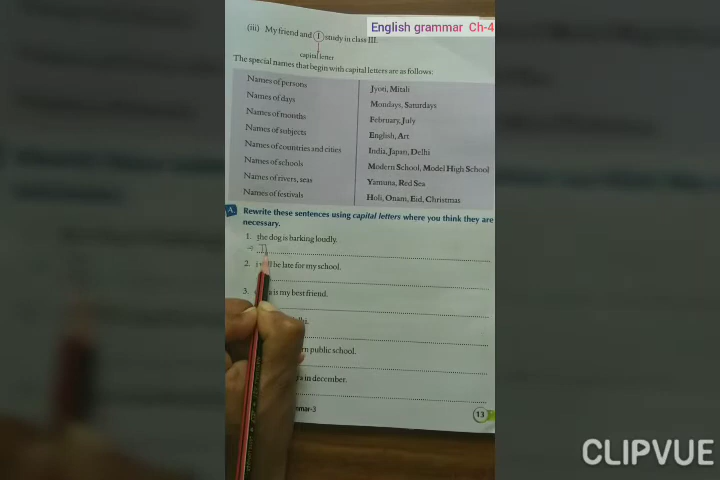 English grammar Ch-4
(iii) My friend and I study in class III.
capital letter
The special names that begin with capital letters are as follows:
Names of persons Jyoti, Mitali
Names of days Mondays, Saturdays
Names of months February, July
Names of subjects English, Art
Names of countries and cities India, Japan, Delhi
Names of schools Modern School, Model High School
Names of rivers, seas Yamuna, Red Sea
Names of festivals Holi, Onam, Eid, Christmas
A. Rewrite these sentences using capital letters where you think they are
necessary.
1. the dog is barking loudly.
2. i will be late for my school.
3. is my best friend.
public school.
in december.
13
CLIPVUE